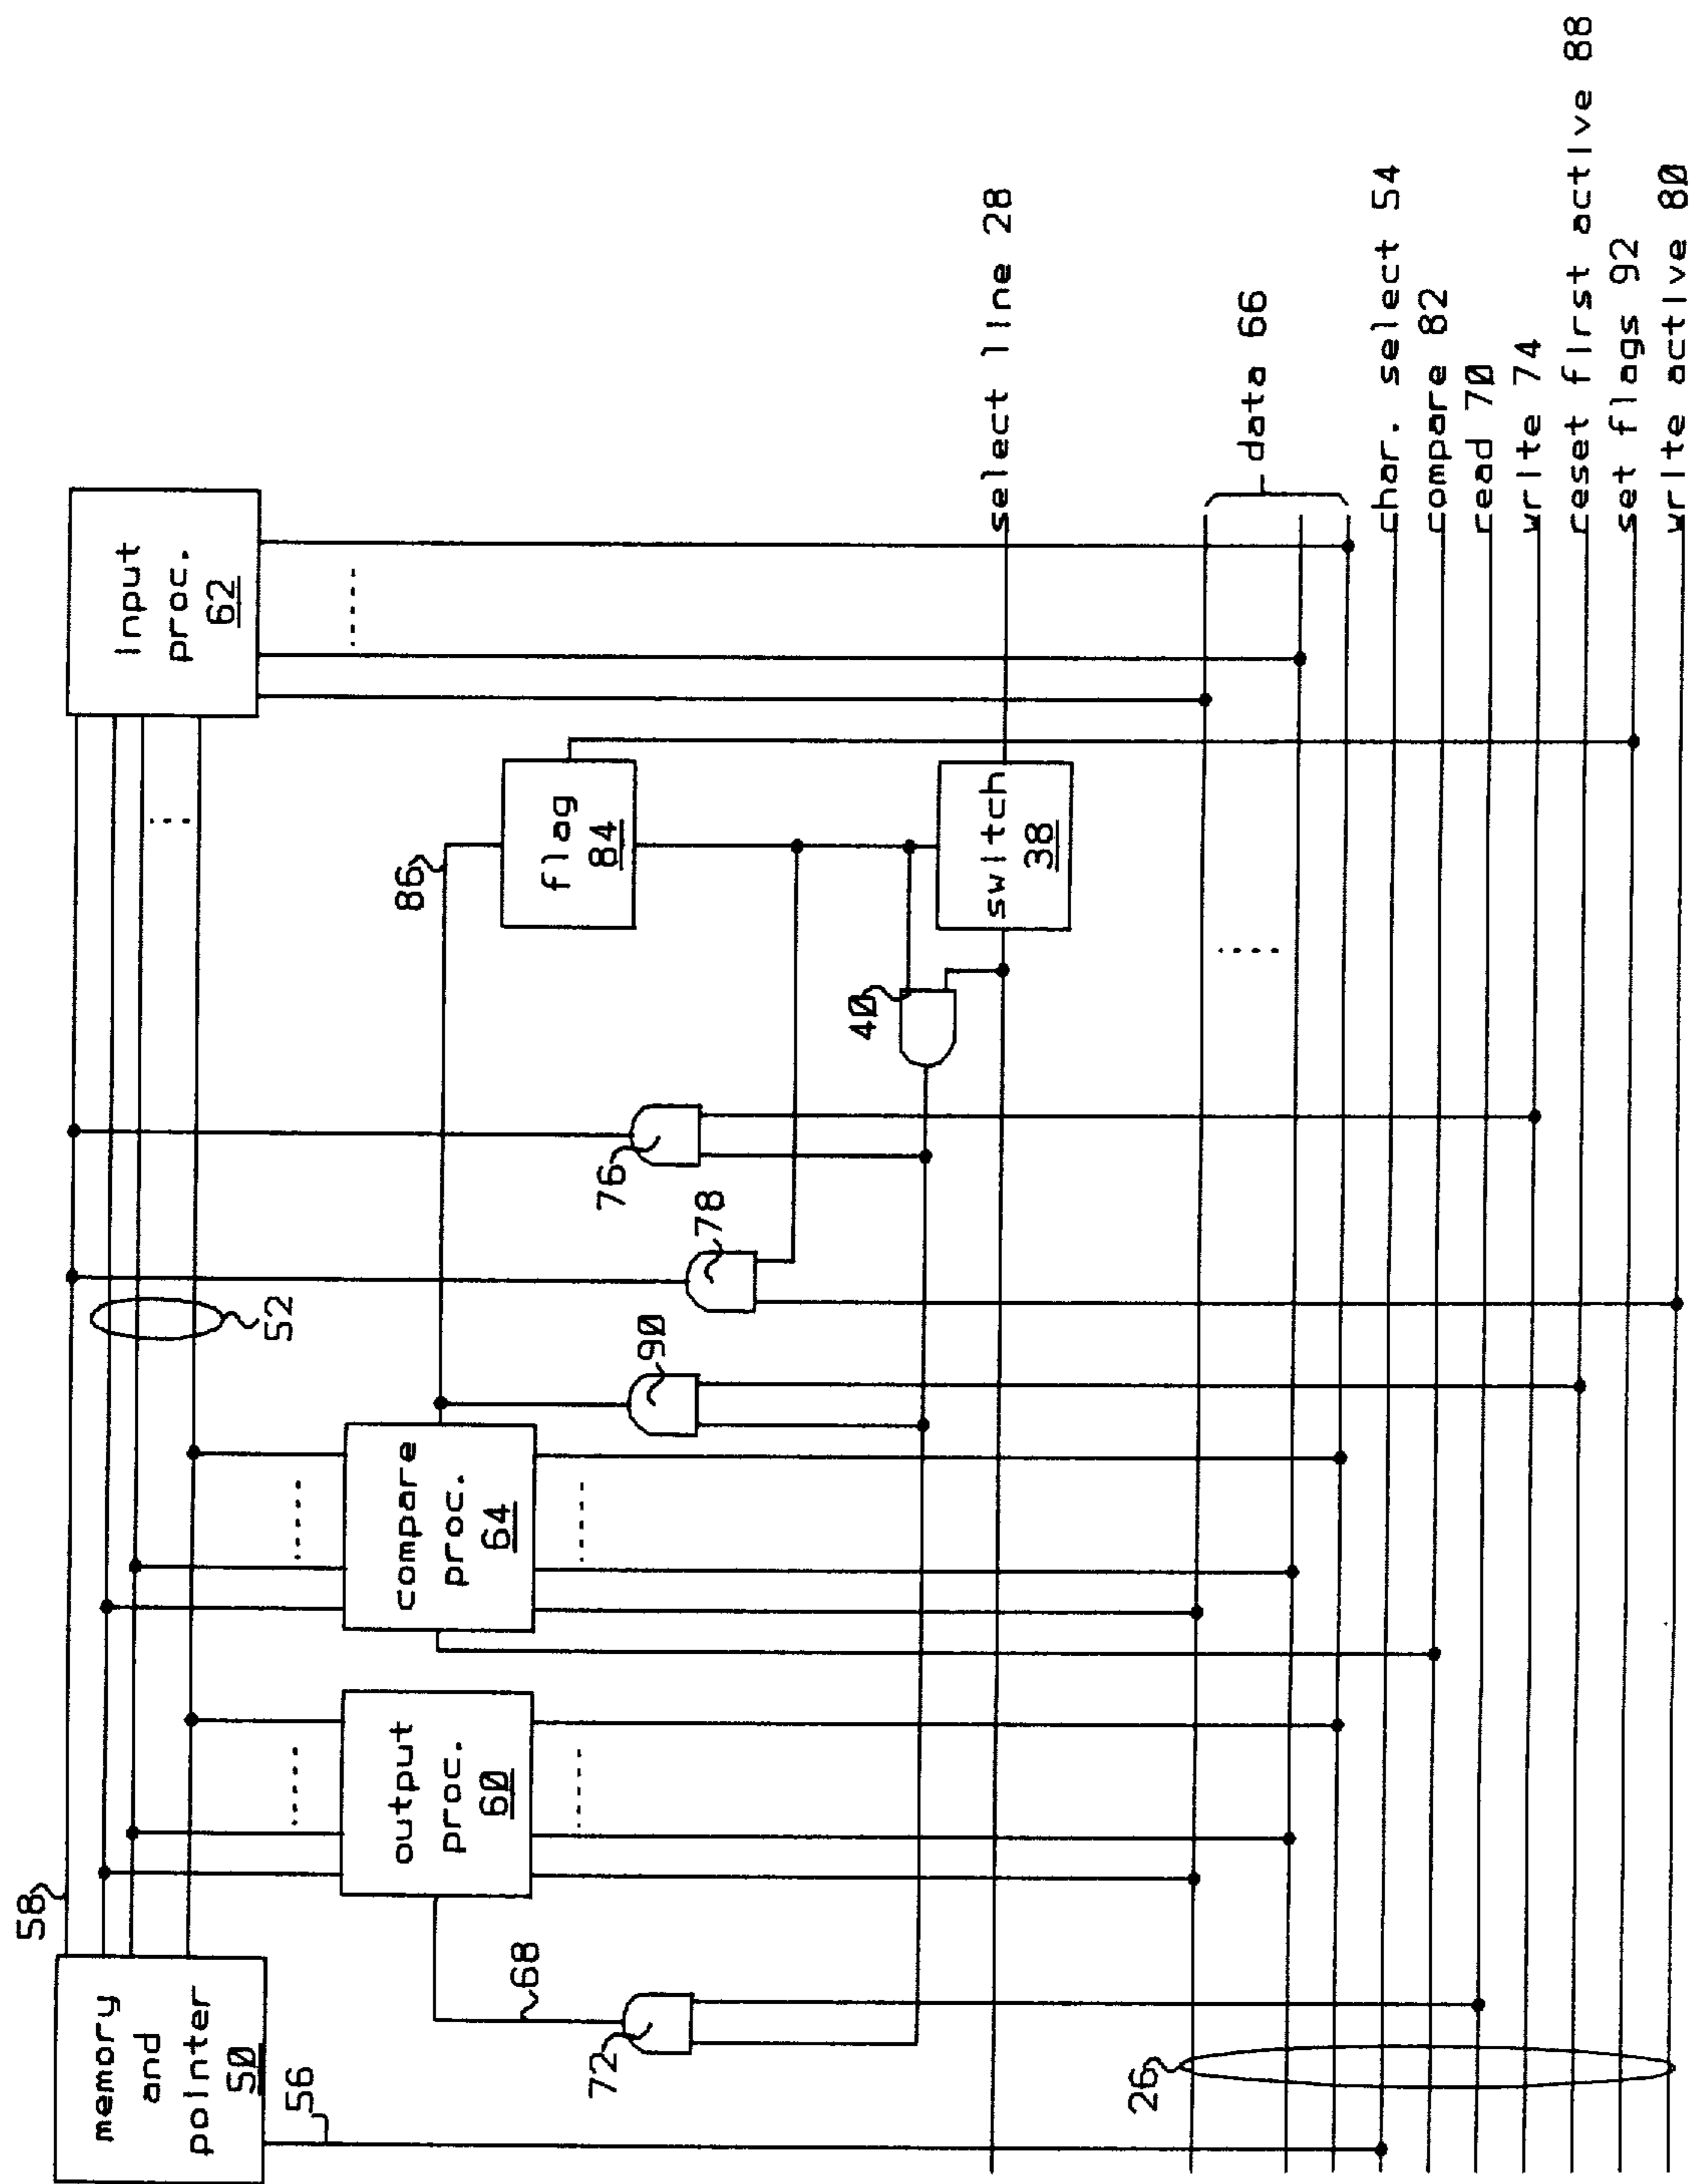 58
memory
and
pointer
50
56
output
proc.
60
68
72
compare
proc.
64
52
90
78
76
86
flag
84
40
switch
38
Input
proc.
62
26
select line 28
data 66
char. select 54
compare 82
read 70
write 74
reset first active 88
set flags 92
write active 80